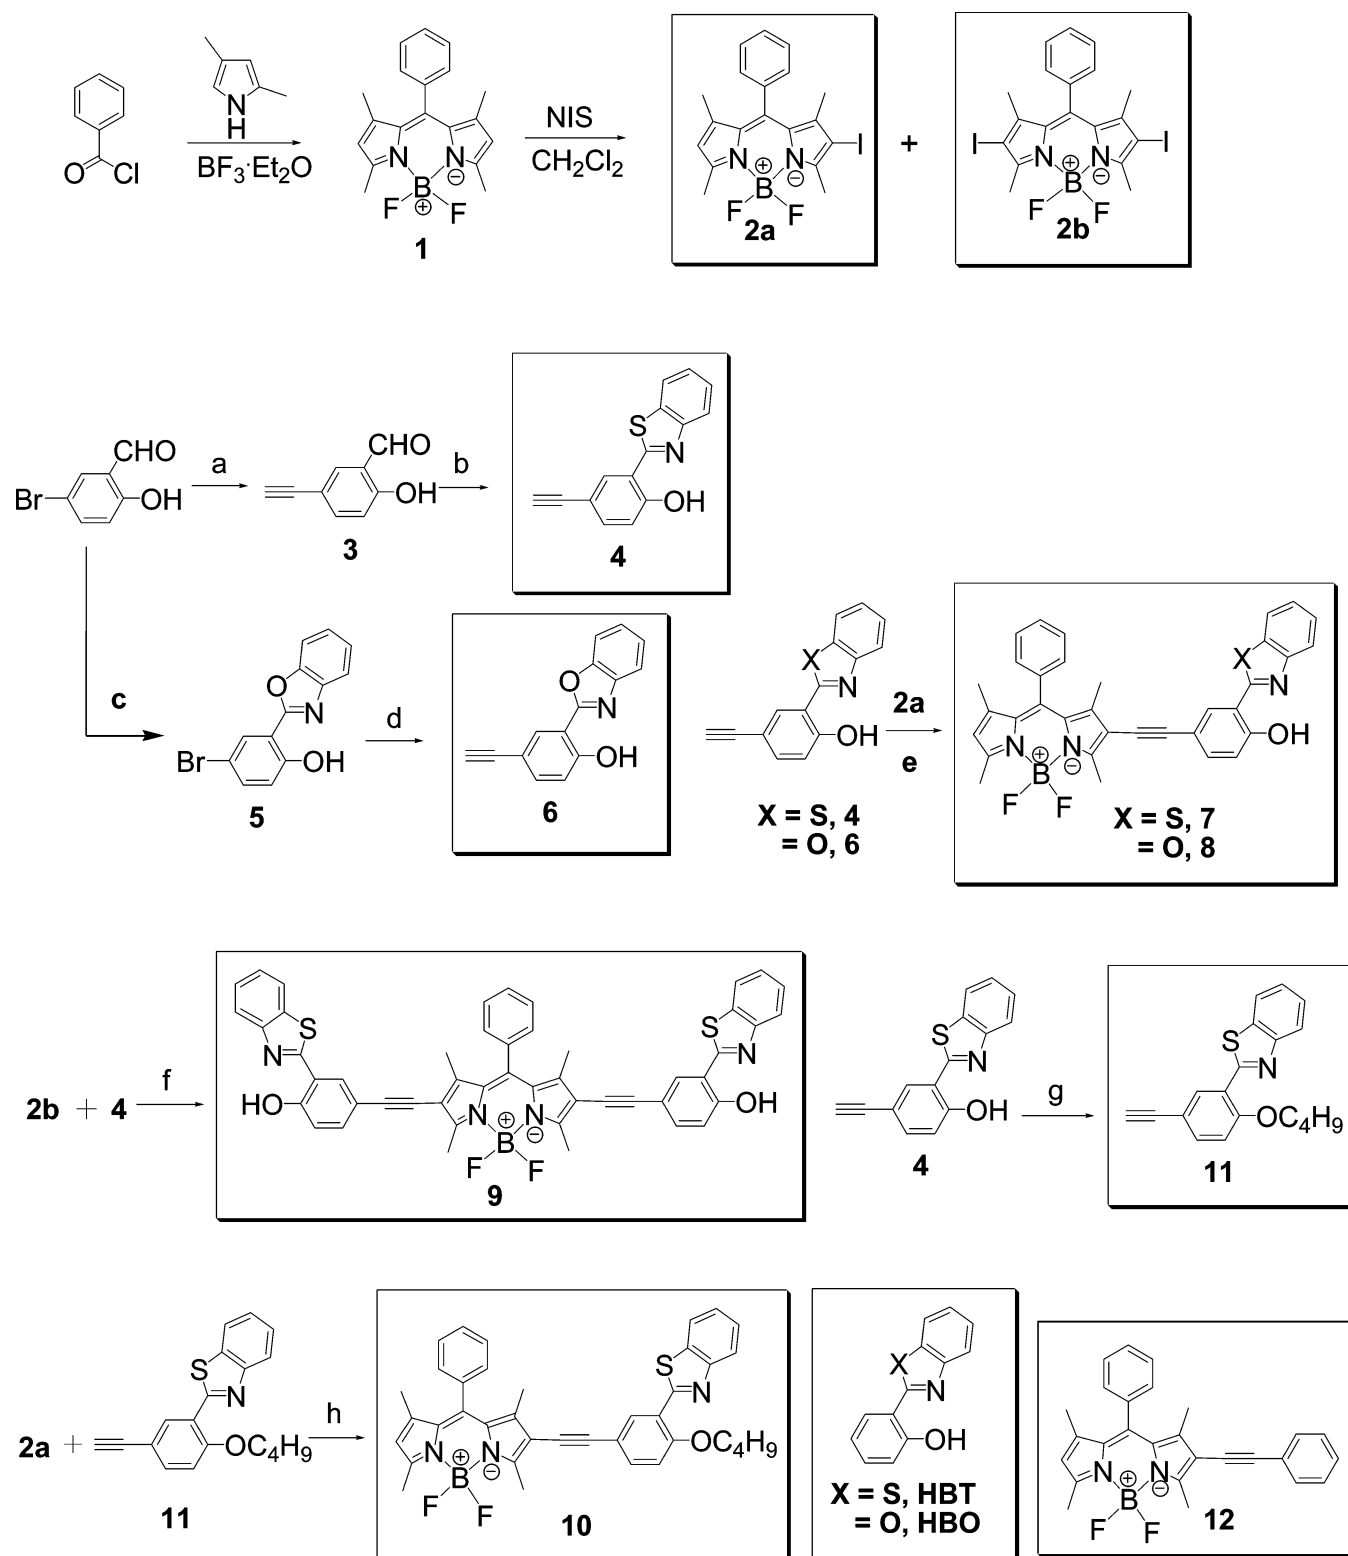 N
H
O
Cl
BF3·Et2O
N
N
⊕
B
⊖
F
F
⊕
1
NIS
CH2Cl2
I
N
⊕
N
B
⊖
F
F
2a
+
I
I
N
⊕
N
B
⊖
F
F
2b
CHO
Br
OH
a
CHO
OH
3
b
S
N
OH
4
c
O
N
Br
OH
5
d
O
N
OH
6
X
N
OH
X = S, 4
= O, 6
2a
e
X
N
OH
N
⊕
N
B
⊖
F
F
X = S, 7
= O, 8
2b + 4
f
S
N
HO
S
N
OH
N
⊕
N
B
⊖
F
F
9
S
N
OH
4
g
S
N
OC4H9
11
2a +
S
N
OC4H9
11
h
S
N
OC4H9
N
⊕
N
B
⊖
F
F
10
X
N
OH
X = S, HBT
= O, HBO
N
⊕
N
B
⊖
F
F
12